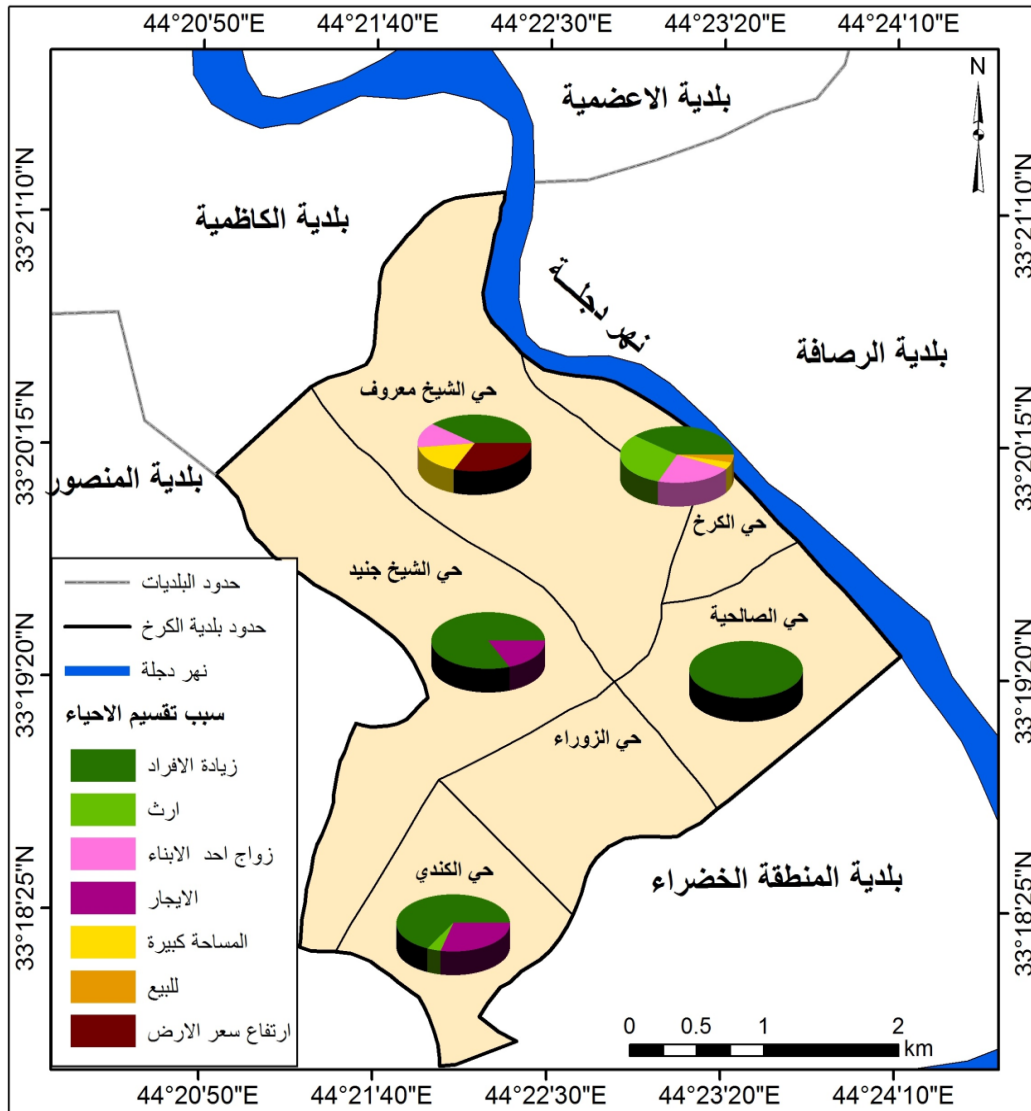 44°20'50"E 44°21'40"E 44°22'30"E 44°23'20"E 44°24'10"E
N
بلدية الاعضمية
33°21'10"N
33°21'10"N
بلدية الكاظمية
نهر دجلـــة
بلدية الرصافة
حي الشيخ معروف
33°20'15"N
33°20'15"N
بلدية المنصور
حي الكرخ
حي الشيخ جنيد
حي الصالحية
33°19'20"N
33°19'20"N
حي الزوراء
حي الكندي
بلدية المنطقة الخضراء
33°18'25"N
33°18'25"N
حدود البلديات
حدود بلدية الكرخ
نهر دجلة
سبب تقسيم الاحياء
زيادة الافراد
ارث
زواج احد الابناء
الايجار
المساحة كبيرة
للبيع
ارتفاع سعر الارض
0 0.5 1 2
km
44°20'50"E 44°21'40"E 44°22'30"E 44°23'20"E 44°24'10"E